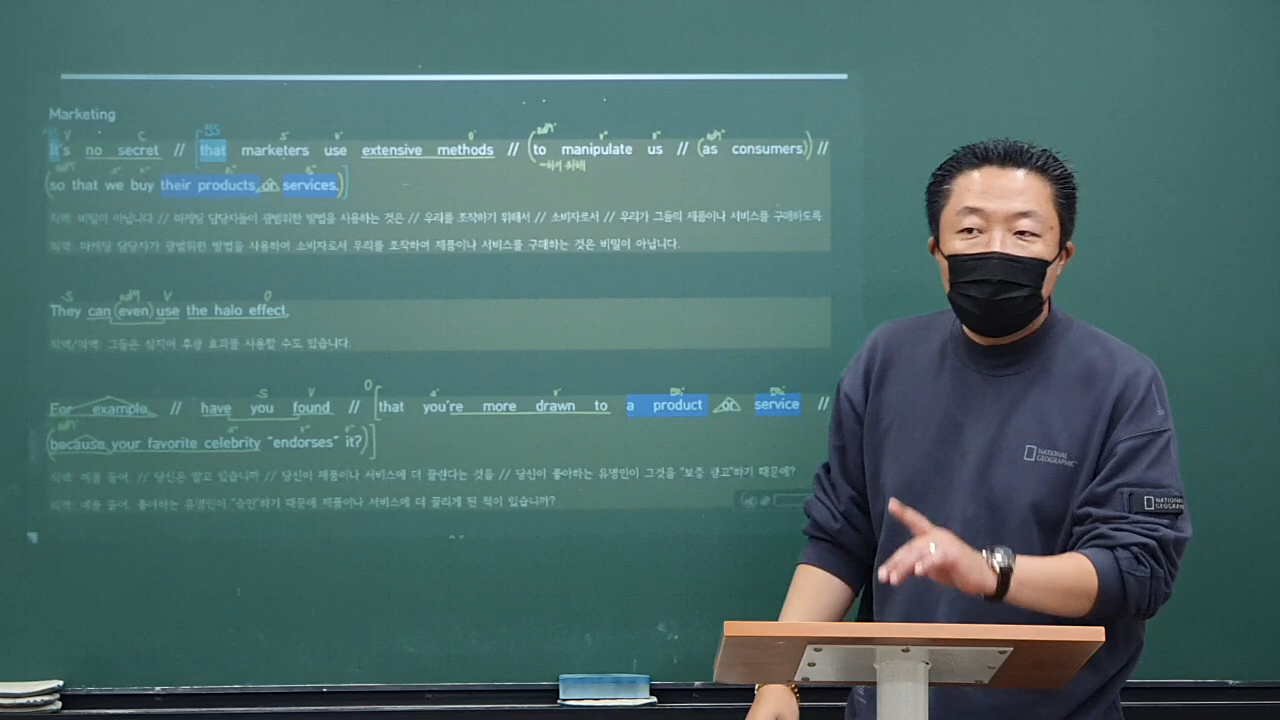 Marketing
It's no secret // [that marketers use extensive methods // (to manipulate us // (as consumers)) //
~하기 위해
(so that we buy their products or services.)]
직역: 비밀이 아닙니다 // 마케팅 담당자들이 광범위한 방법을 사용하는 것은 // 우리를 조작하기 위해서 // 소비자로서 // 우리가 그들의 제품이나 서비스를 구매하도록
의역: 마케팅 담당자가 광범위한 방법을 사용하여 소비자로서 우리를 조작하여 제품이나 서비스를 구매하는 것은 비밀이 아닙니다.
They can (even) use the halo effect.
직역/의역: 그들은 심지어 후광 효과를 사용할 수도 있습니다.
For example, // have you found // [that you're more drawn to a product or service //
(because your favorite celebrity "endorses" it?)]
직역: 예를 들어, // 당신은 알고 있습니까 // 당신이 제품이나 서비스에 더 끌린다는 것을 // 당신이 좋아하는 유명인이 그것을 "보증 광고"하기 때문에?
의역: 예를 들어, 좋아하는 유명인이 "승인"하기 때문에 제품이나 서비스에 더 끌리게 된 적이 있습니까?
NATIONAL
GEOGRAPHIC
NATIONAL
GEOGRAPHIC